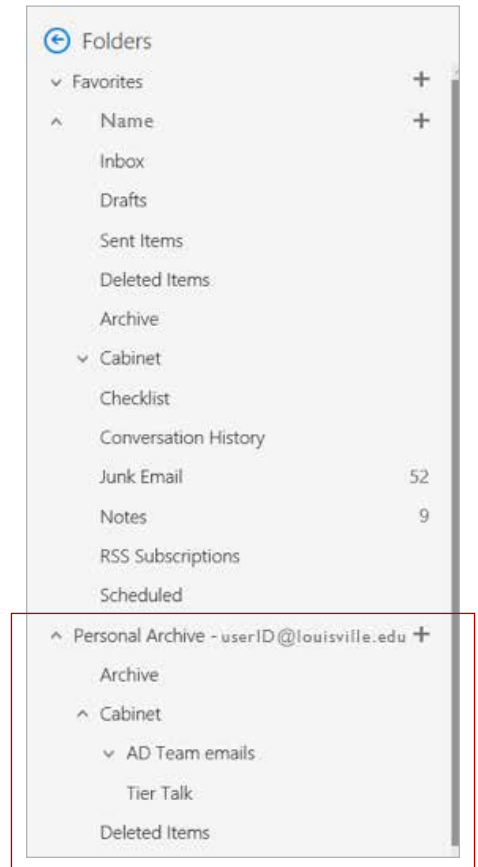 Folders
Favorites +
Name +
Inbox
Drafts
Sent Items
Deleted Items
Archive
Cabinet
Checklist
Conversation History
Junk Email 52
Notes 9
RSS Subscriptions
Scheduled
Personal Archive - userID@louisville.edu +
Archive
Cabinet
AD Team emails
Tier Talk
Deleted Items